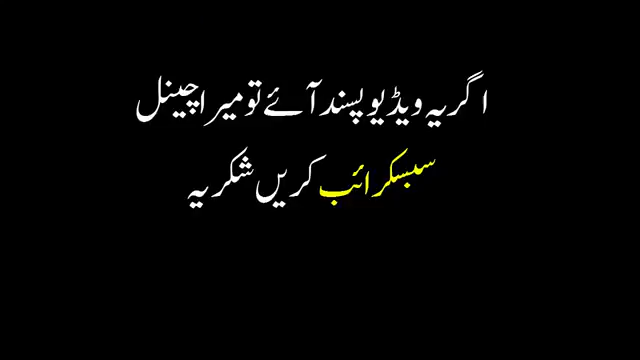 اگر یہ ویڈیو پسند آئے تو میرا چینل
سبسکرائب کریں شکریہ